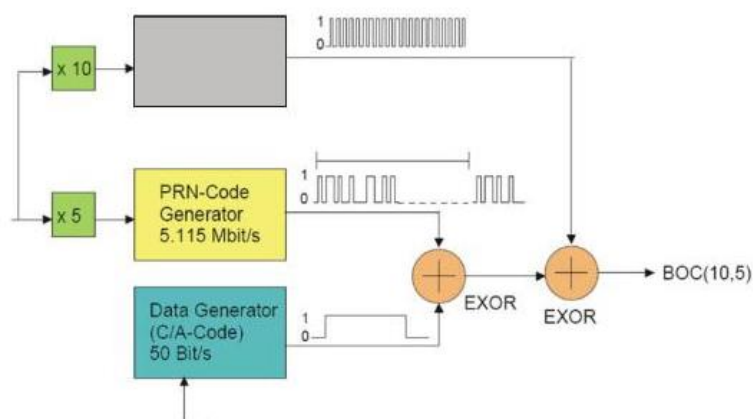 1
0
x 10
PRN-Code
Generator
5.115 Mbit/s
1
0
x 5
BOC(10,5)
EXOR
EXOR
Data Generator
(C/A-Code)
50 Bit/s
1
0